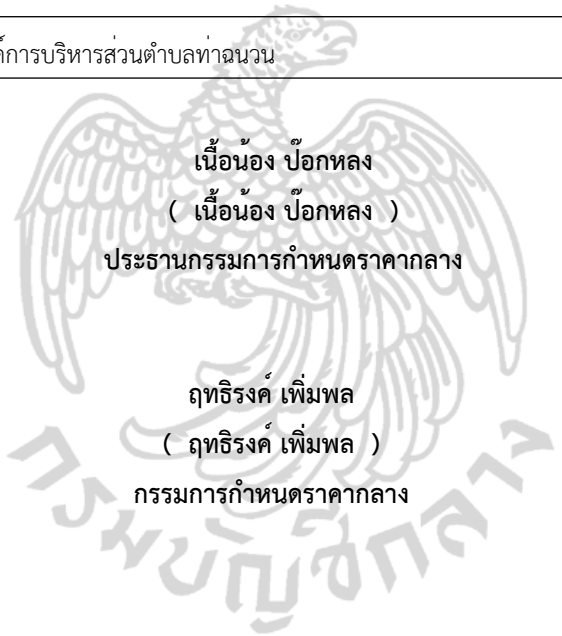 การบริหารส่วนตำบลท่าฉนวน
เนื้อน้อง ป๊อกหลง
( เนื้อน้อง ป๊อกหลง )
ประธานกรรมการกำหนดราคากลาง
ฤทธิรงค์ เพิ่มพล
( ฤทธิรงค์ เพิ่มพล )
กรรมการกำหนดราคากลาง
กรมบัญชีกลาง